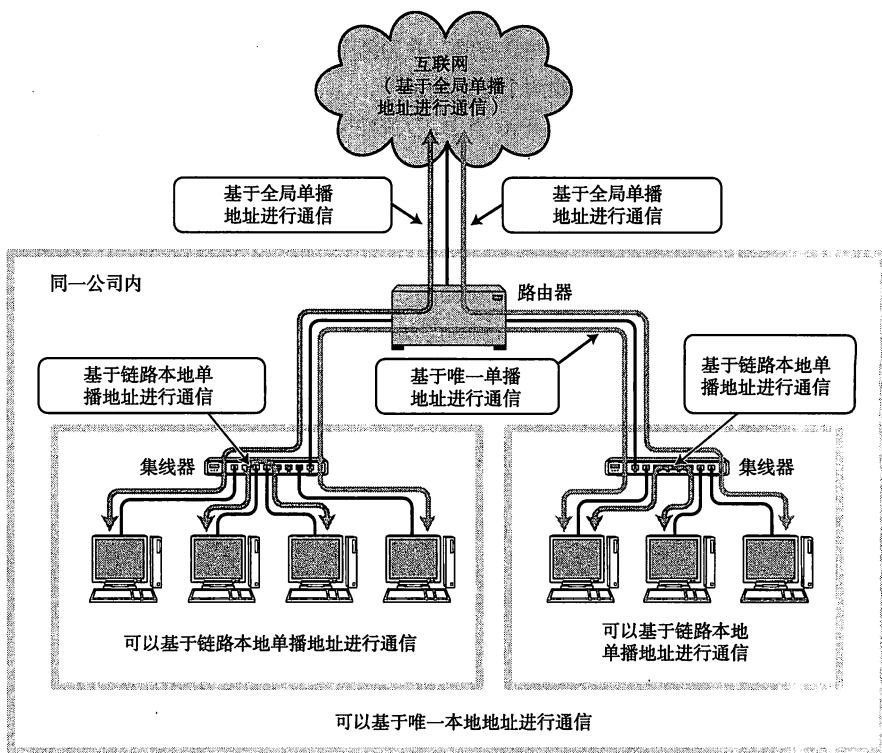 互联网
(基于全局单播
地址进行通信)
基于全局单播
地址进行通信
基于全局单播
地址进行通信
同一公司内
路由器
基于链路本地单
播地址进行通信
基于唯一单播
地址进行通信
基于链路本地单
播地址进行通信
集线器
集线器
可以基于链路本地单播地址进行通信
可以基于链路本地
单播地址进行通信
可以基于唯一本地地址进行通信